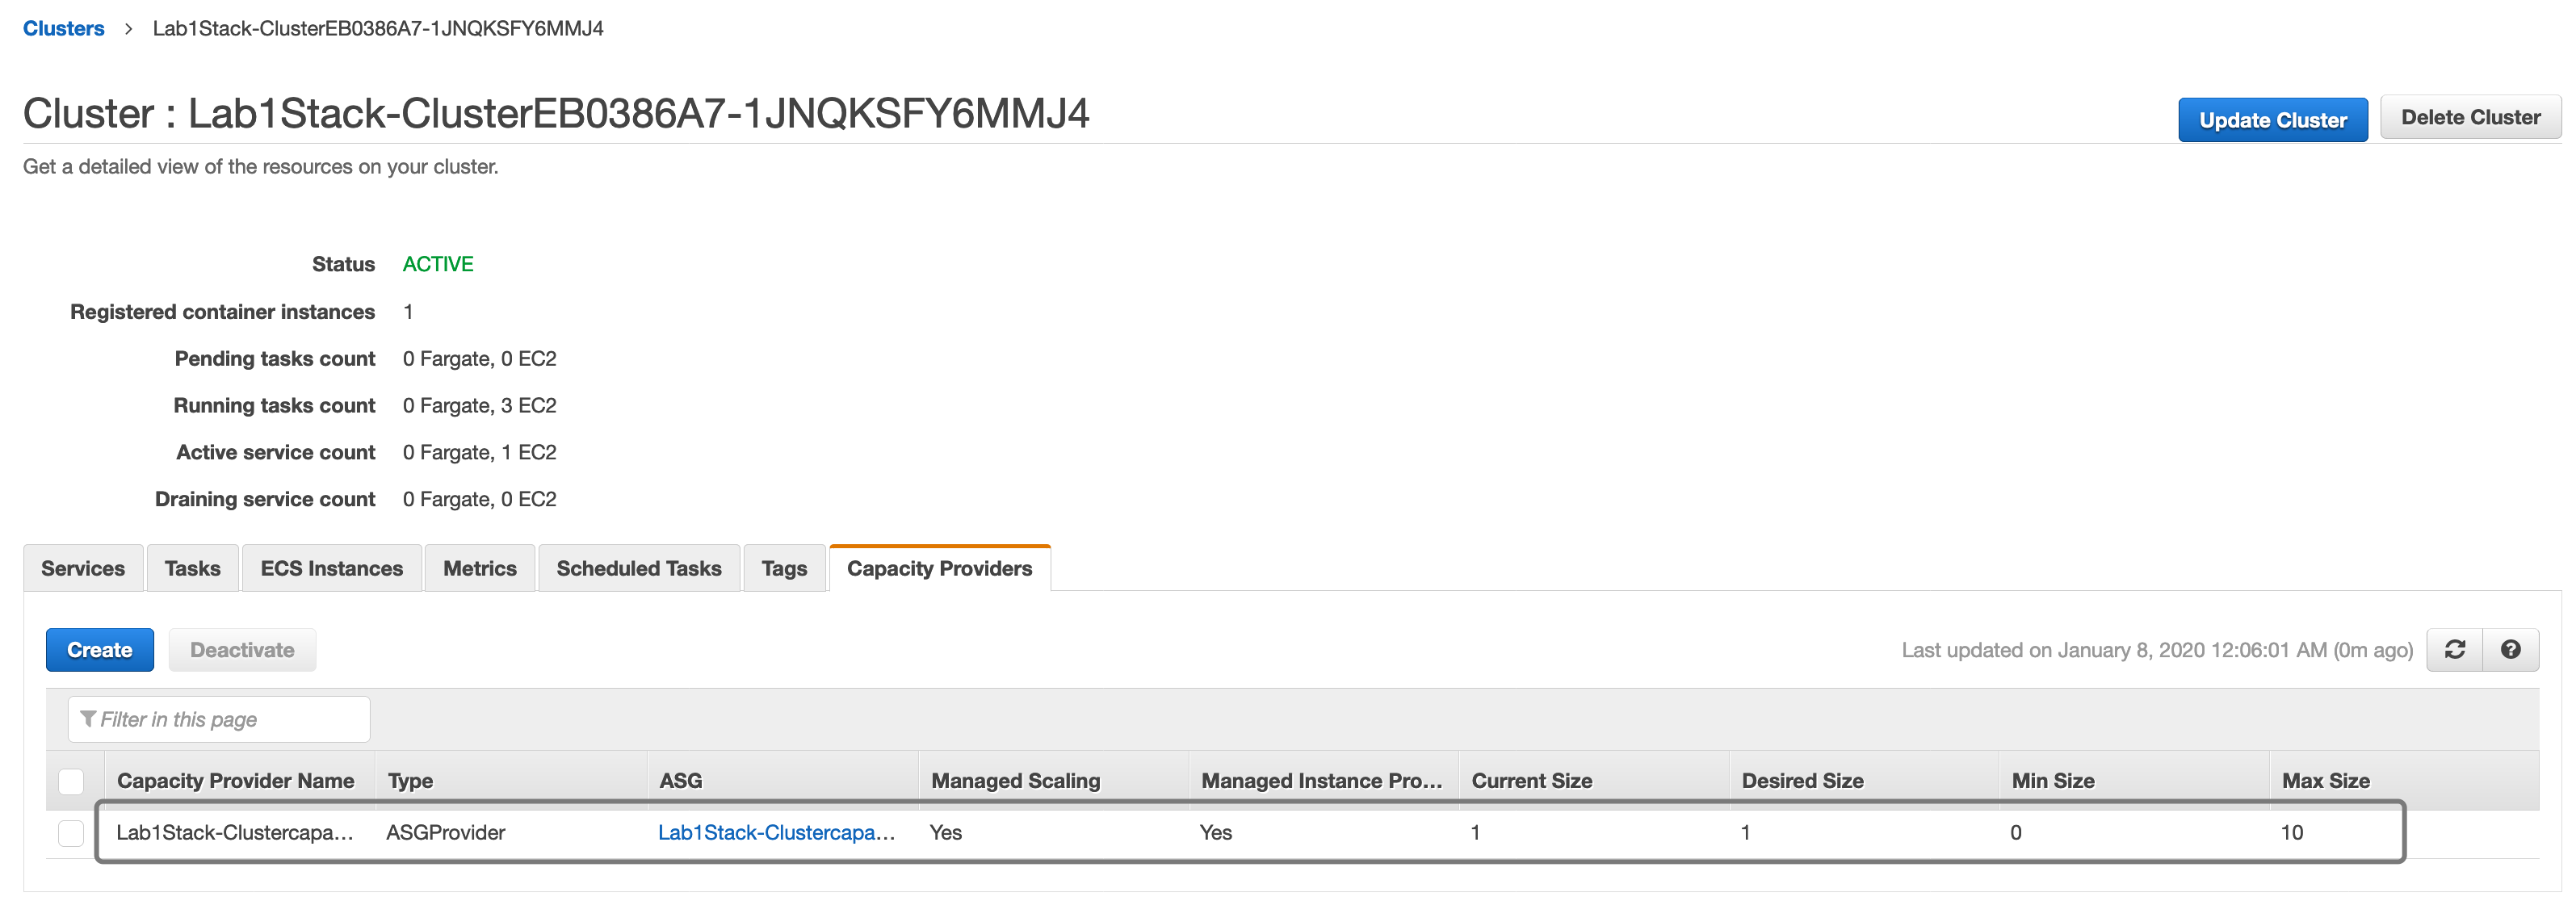 Clusters > Lab1Stack-ClusterEB0386A7-1JNQKSFY6MMJ4
Cluster : Lab1Stack-ClusterEB0386A7-1JNQKSFY6MMJ4
Update Cluster Delete Cluster
Get a detailed view of the resources on your cluster.
Status ACTIVE
Registered container instances 1
Pending tasks count 0 Fargate, 0 EC2
Running tasks count 0 Fargate, 3 EC2
Active service count 0 Fargate, 1 EC2
Draining service count 0 Fargate, 0 EC2
Services Tasks ECS Instances Metrics Scheduled Tasks Tags Capacity Providers
Create Deactivate Last updated on January 8, 2020 12:06:01 AM (0m ago)
Filter in this page
Capacity Provider Name Type ASG Managed Scaling Managed Instance Pro... Current Size Desired Size Min Size Max Size
Lab1Stack-Clustercapa... ASGProvider Lab1Stack-Clustercapa... Yes Yes 1 1 0 10